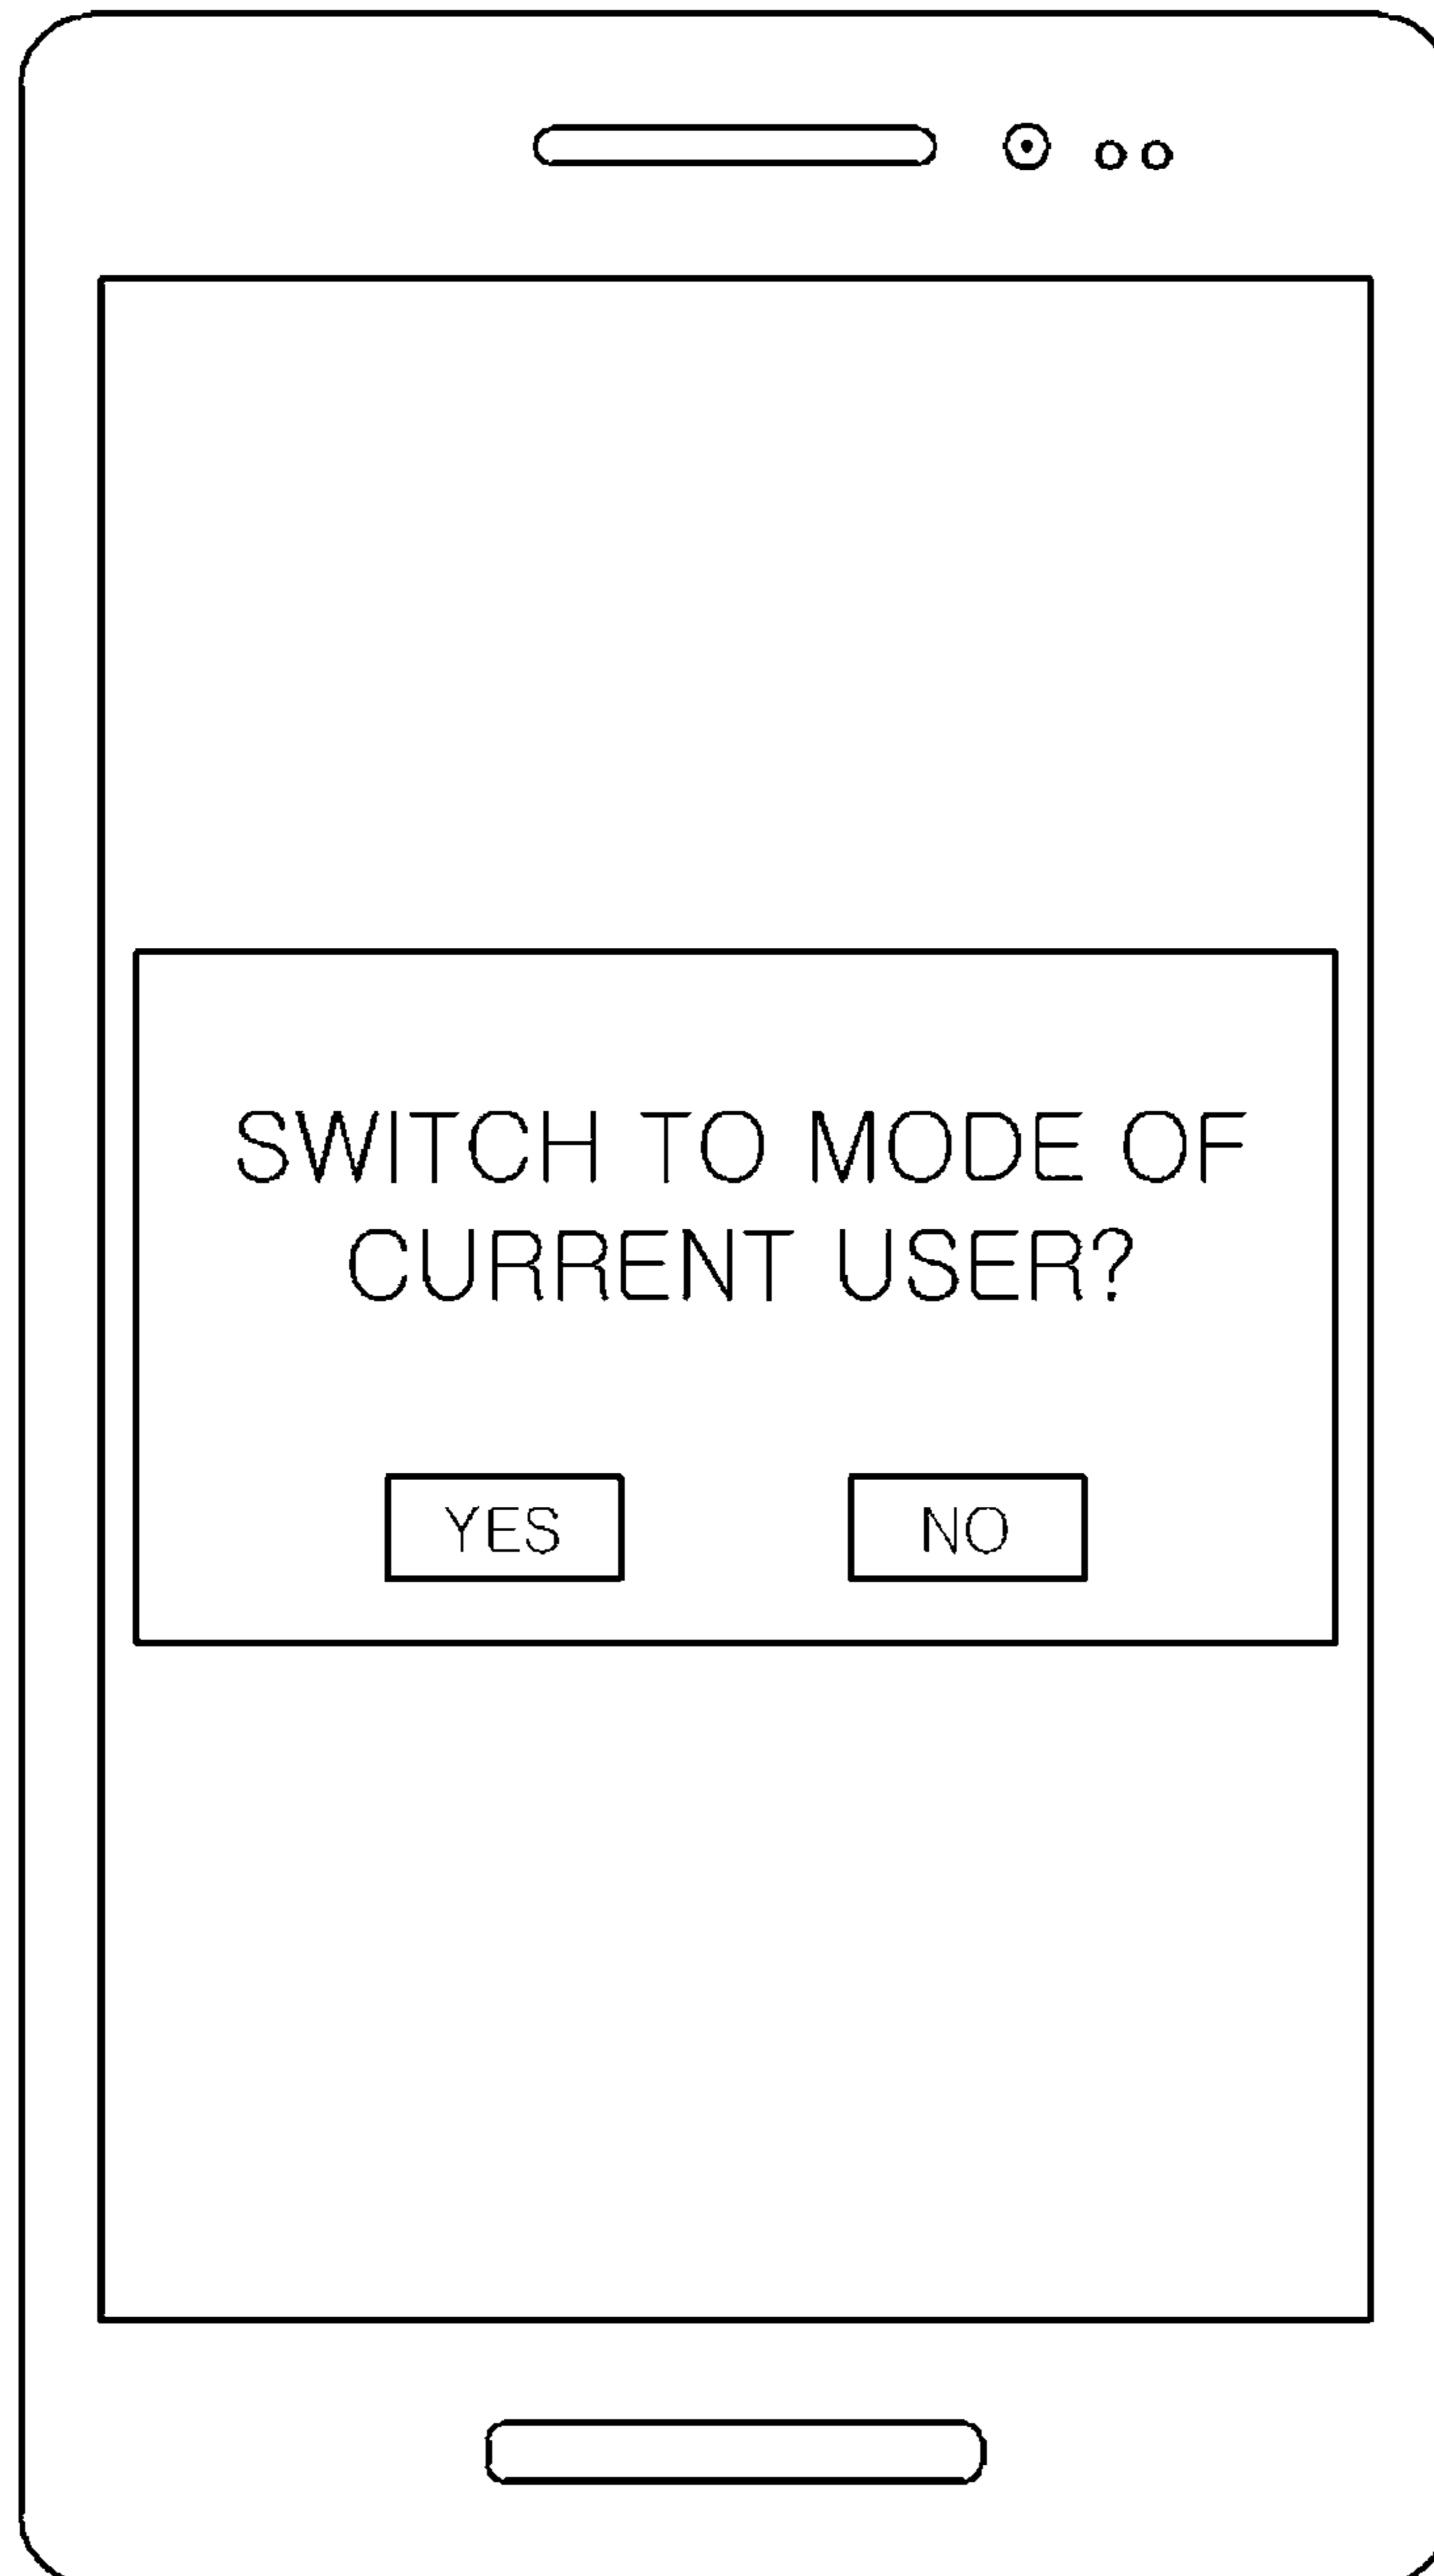 SWITCH TO MODE OF
CURRENT USER?
YES NO